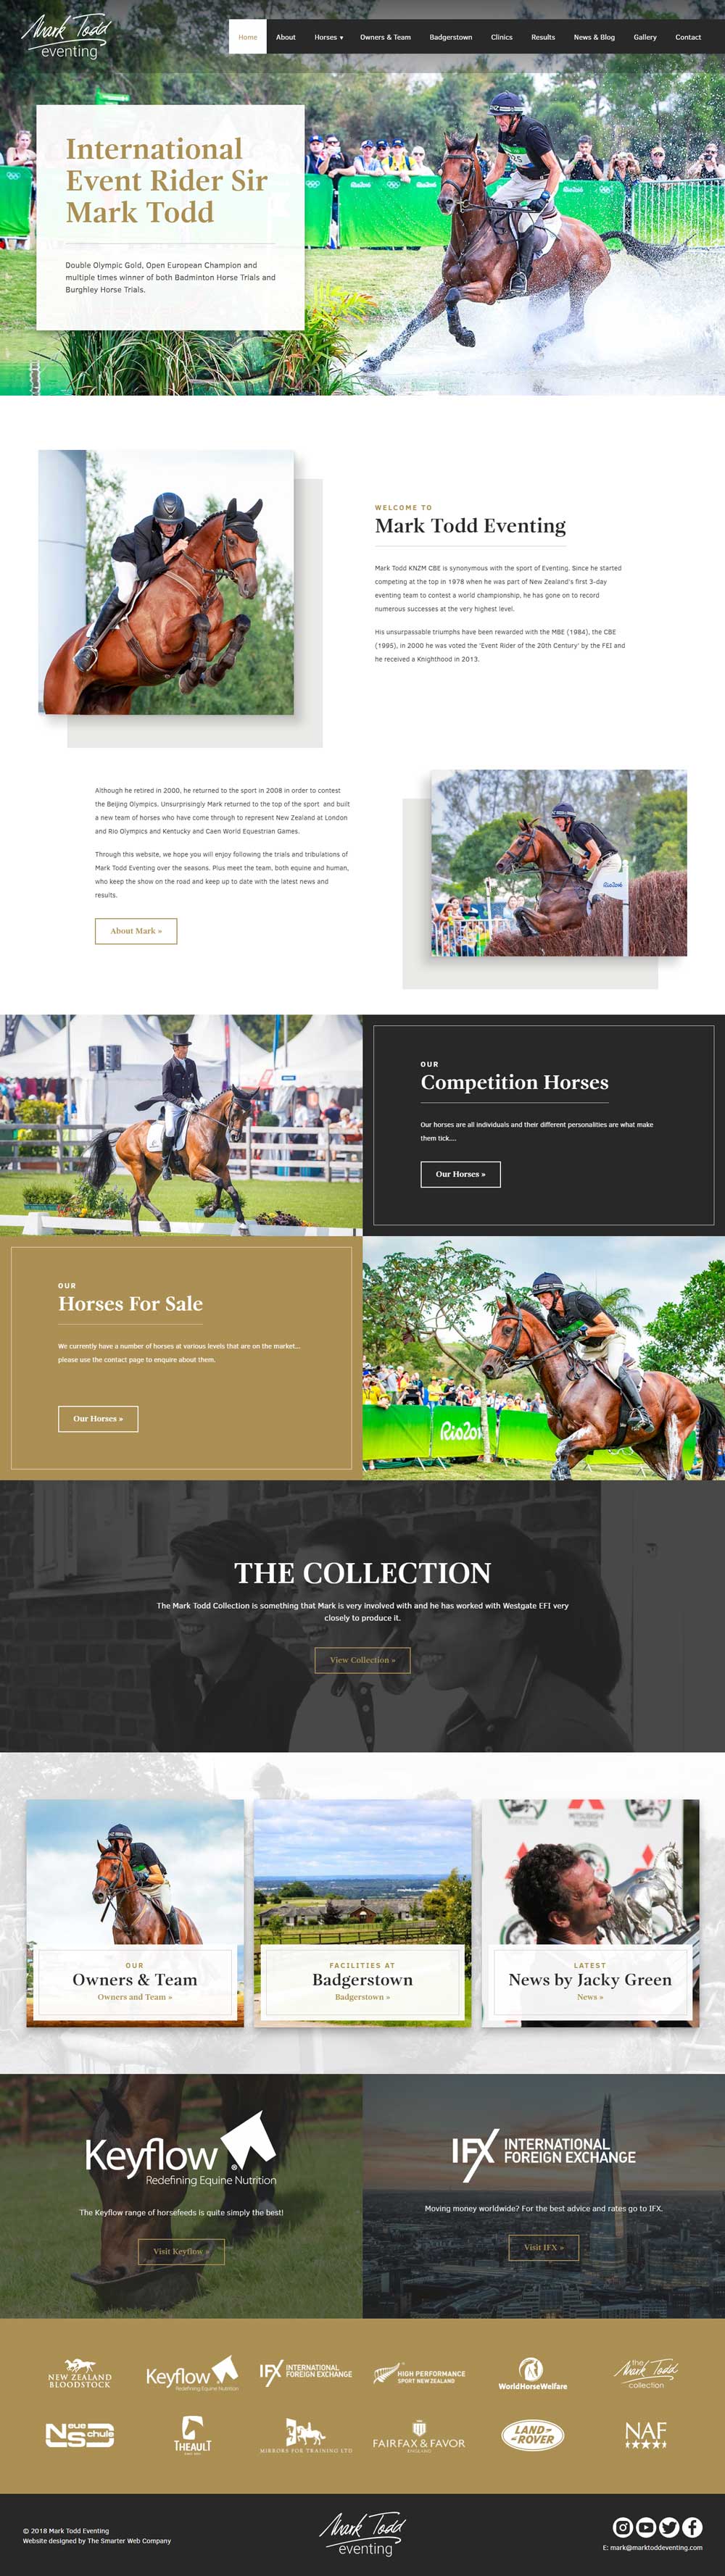 Mark Todd
eventing
Home
About
Horses ▾
Owners & Team
Badgerstown
Clinics
Results
News & Blog
Gallery
Contact
International
Event Rider Sir
Mark Todd
Double Olympic Gold, Open European Champion and
multiple times winner of both Badminton Horse Trials and
Burghley Horse Trials.
WELCOME TO
Mark Todd Eventing
Mark Todd KNZM CBE is synonymous with the sport of Eventing. Since he started
competing at the top in 1978 when he was part of New Zealand's first 3-day
eventing team to contest a world championship, he has gone on to record
numerous successes at the very highest level.
His unsurpassable triumphs have been rewarded with the MBE (1984), the CBE
(1995), in 2000 he was voted the 'Event Rider of the 20th Century' by the FEI and
he received a Knighthood in 2013.
Although he retired in 2000, he returned to the sport in 2008 in order to contest
the Beijing Olympics. Unsurprisingly Mark returned to the top of the sport and built
a new team of horses who have come through to represent New Zealand at London
and Rio Olympics and Kentucky and Caen World Equestrian Games.
Through this website, we hope you will enjoy following the trials and tribulations of
Mark Todd Eventing over the seasons. Plus meet the team, both equine and human,
who keep the show on the road and keep up to date with the latest news and
results.
About Mark »
OUR
Competition Horses
Our horses are all individuals and their different personalities are what make
them tick....
Our Horses »
OUR
Horses For Sale
We currently have a number of horses at various levels that are on the market...
please use the contact page to enquire about them.
Our Horses »
THE COLLECTION
The Mark Todd Collection is something that Mark is very involved with and he has worked with Westgate EFI very
closely to produce it.
View Collection »
OUR
Owners & Team
Owners and Team »
FACILITIES AT
Badgerstown
Badgerstown »
LATEST
News by Jacky Green
News »
Keyflow®
Redefining Equine Nutrition
The Keyflow range of horsefeeds is quite simply the best!
Visit Keyflow »
IFX INTERNATIONAL
FOREIGN EXCHANGE
Moving money worldwide? For the best advice and rates go to IFX.
Visit IFX »
NEW ZEALAND
BLOODSTOCK
Keyflow
Redefining Equine Nutrition
IFX INTERNATIONAL
FOREIGN EXCHANGE
HIGH PERFORMANCE
SPORT NEW ZEALAND
WorldHorseWelfare
the
Mark Todd
collection
Neue
Schule
THEAULT
MIRRORS FOR TRAINING LTD
FAIRFAX & FAVOR
ENGLAND
LAND
ROVER
NAF
© 2018 Mark Todd Eventing
Website designed by The Smarter Web Company
Mark Todd
eventing
E: mark@marktoddeventing.com